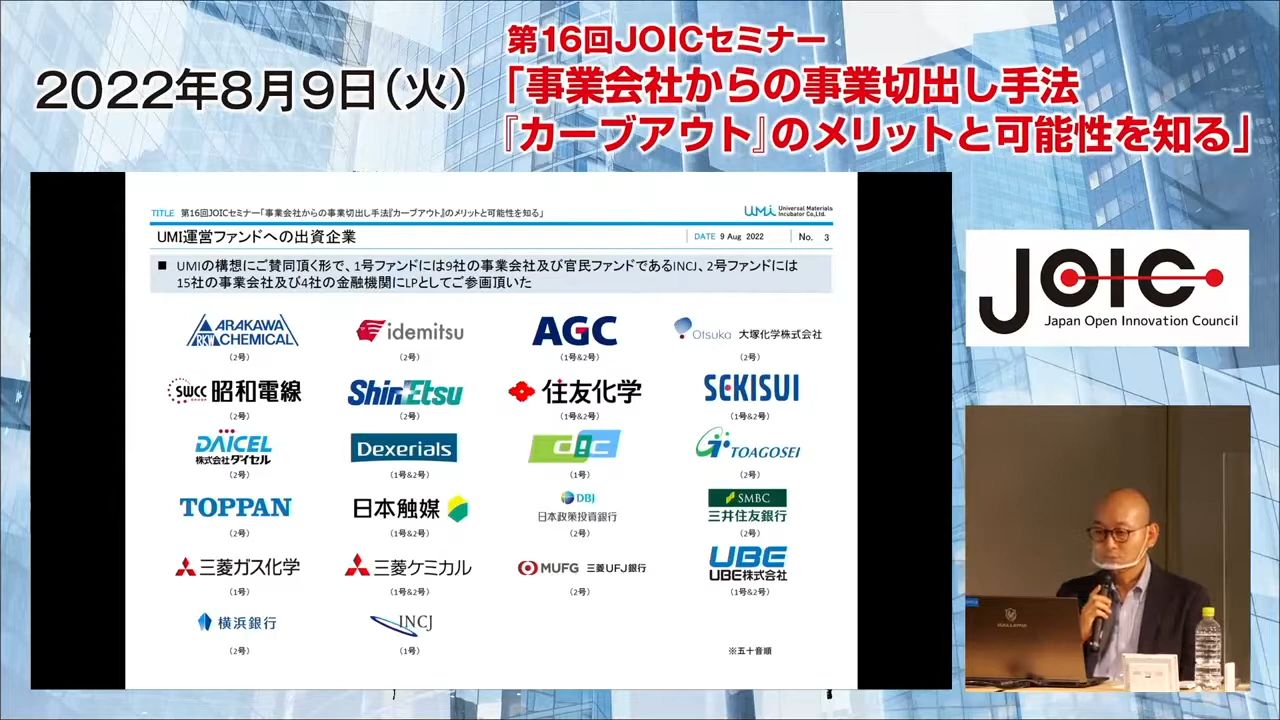 2022年8月9日(火)
第16回JOICセミナー
「事業会社からの事業切出し手法
『カーブアウト』のメリットと可能性を知る」
TITLE 第16回JOICセミナー「事業会社からの事業切出し手法『カーブアウト』のメリットと可能性を知る」
UMi Universal Materials
Incubator Co,Ltd.
UMI運営ファンドへの出資企業
DATE 9 Aug 2022
No. 3
■ UMIの構想にご賛同頂く形で、1号ファンドには9社の事業会社及び官民ファンドであるINCJ、2号ファンドには
15社の事業会社及び4社の金融機関にLPとしてご参画頂いた
ARAKAWA
CHEMICAL
RKW
(2号)
idemitsu
(2号)
AGC
(1号&2号)
Otsuka 大塚化学株式会社
(2号)
SWCC 昭和電線
(2号)
ShinEtsu
(2号)
住友化学
(1号&2号)
SEKISUI
(1号&2号)
DAICEL
株式会社ダイセル
(2号)
Dexerials
(1号&2号)
dic
(1号)
TOAGOSEI
(2号)
TOPPAN
(2号)
日本触媒
(1号&2号)
DBJ
日本政策投資銀行
(2号)
SMBC
三井住友銀行
(2号)
三菱ガス化学
(1号)
三菱ケミカル
(1号&2号)
MUFG 三菱UFJ銀行
(2号)
UBE
UBE株式会社
(1号&2号)
横浜銀行
(2号)
INCJ
(1号)
※五十音順
JOIC
Japan Open Innovation Council